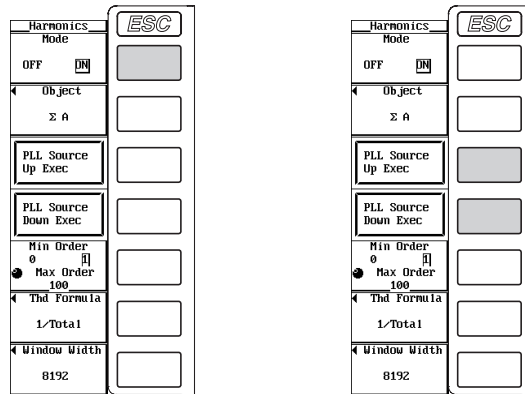 Harmonics
ESC
Mode
OFF ON
Object
Σ A
PLL Source
Up Exec
PLL Source
Down Exec
Min Order
0 1
Max Order
100
Thd Formula
1/Total
Window Width
8192
Harmonics
ESC
Mode
OFF ON
Object
Σ A
PLL Source
Up Exec
PLL Source
Down Exec
Min Order
0 1
Max Order
100
Thd Formula
1/Total
Window Width
8192